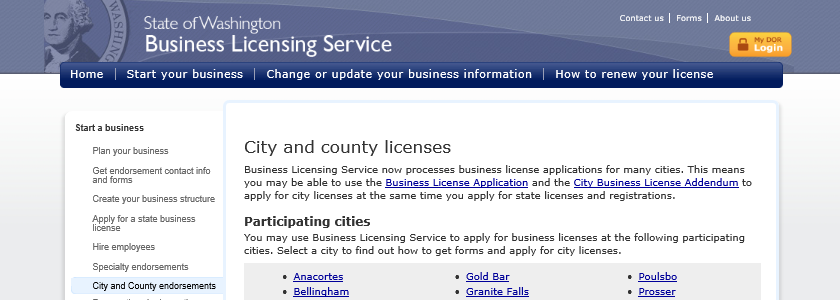 State of Washington
Business Licensing Service
Contact us | Forms | About us
My DOR
Login
Home | Start your business | Change or update your business information | How to renew your license
Start a business
Plan your business
Get endorsement contact info
and forms
Create your business structure
Apply for a state business
license
Hire employees
Specialty endorsements
City and County endorsements
City and county licenses
Business Licensing Service now processes business license applications for many cities. This means
you may be able to use the Business License Application and the City Business License Addendum to
apply for city licenses at the same time you apply for state licenses and registrations.
Participating cities
You may use Business Licensing Service to apply for business licenses at the following participating
cities. Select a city to find out how to get forms and apply for city licenses.
• Anacortes • Gold Bar • Poulsbo
• Bellingham • Granite Falls • Prosser